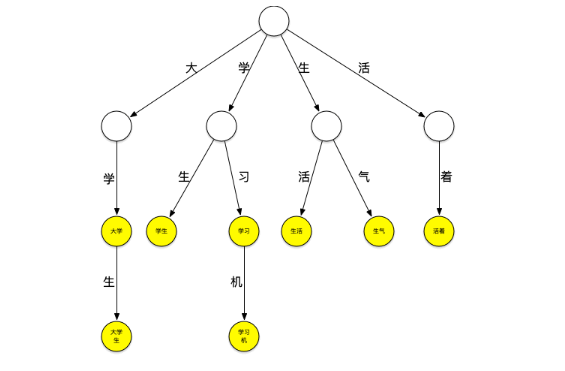 大
学
生
活
学
生
习
活
气
着
大学
学生
学习
生活
生气
活着
生
机
大学
生
学习
机